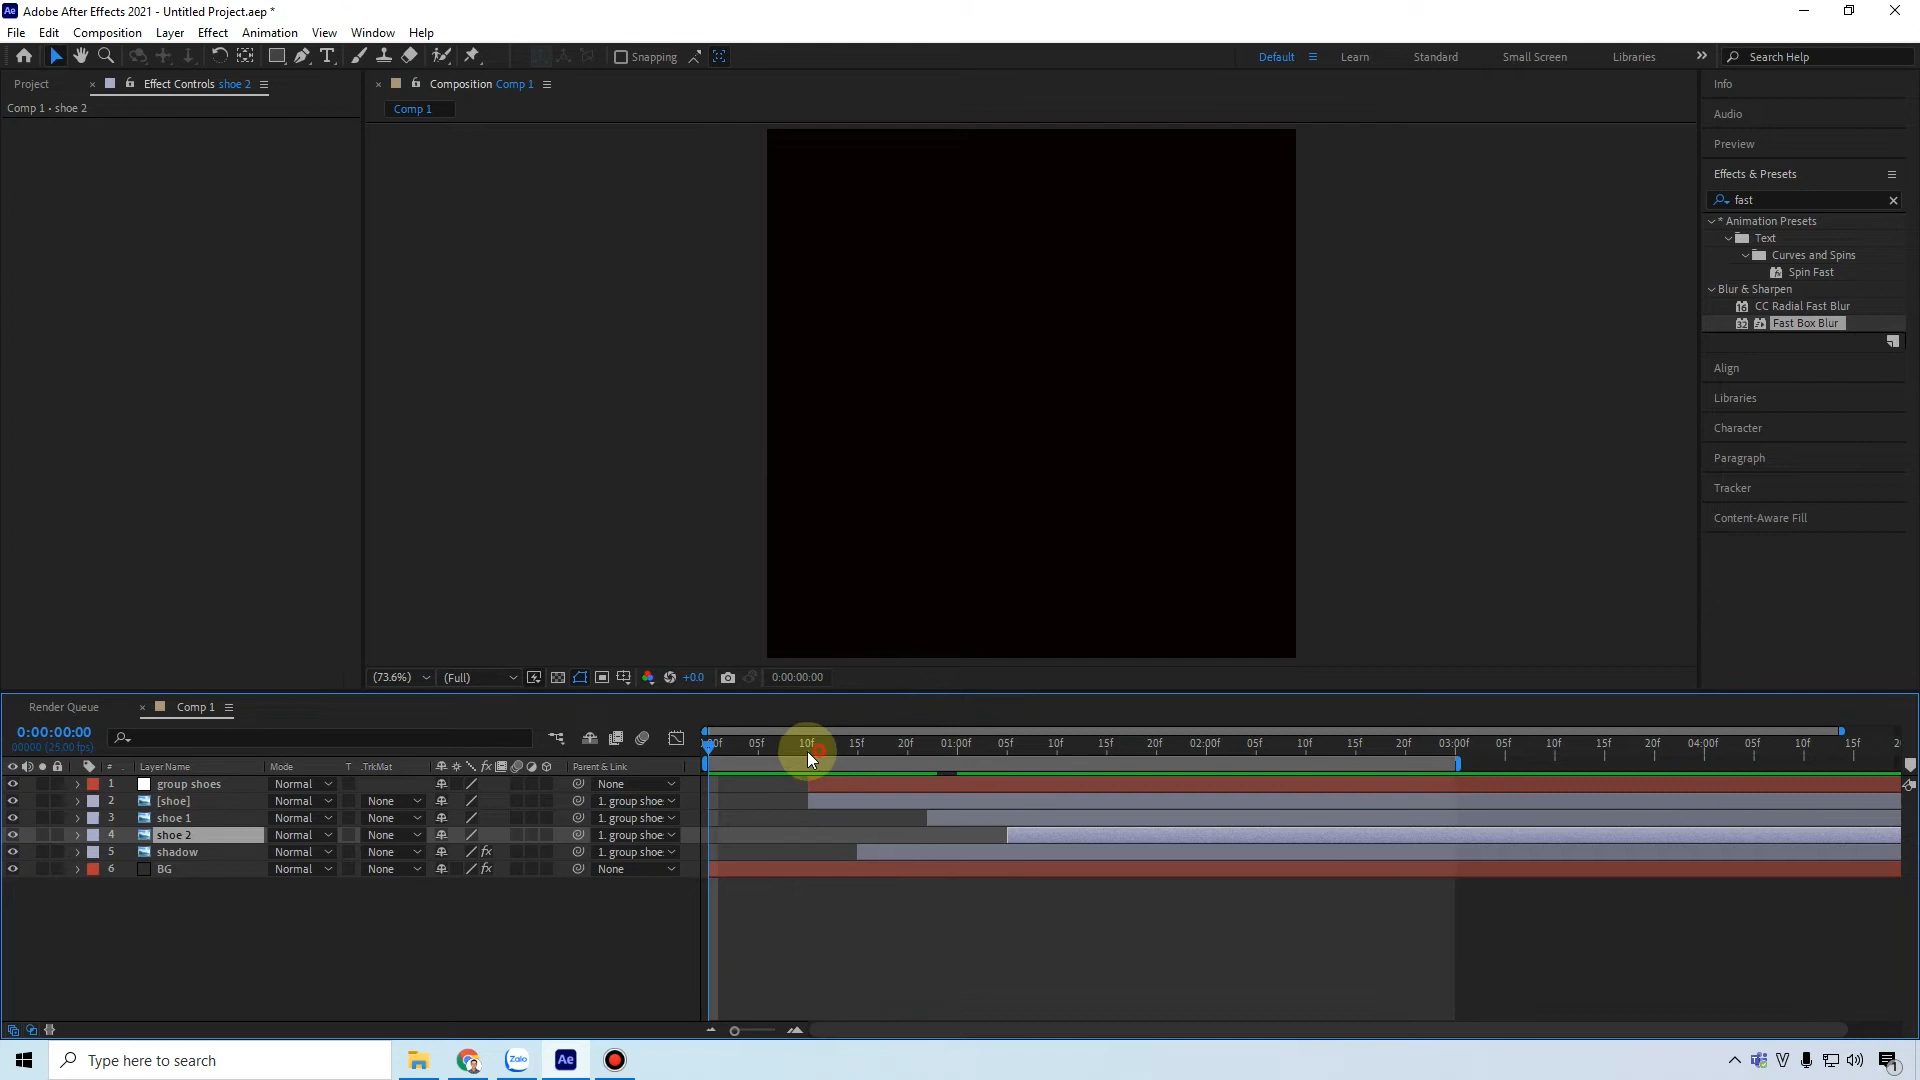 Adobe After Effects 2021 - Untitled Project.aep *
File Edit Composition Layer Effect Animation View Window Help
Snapping Default Learn Standard Small Screen Libraries Search Help
Project Effect Controls shoe 2
Comp 1 • shoe 2
Composition Comp 1
Comp 1
Info
Audio
Preview
Effects & Presets
fast
* Animation Presets
Text
Curves and Spins
Spin Fast
Blur & Sharpen
CC Radial Fast Blur
Fast Box Blur
Align
Libraries
Character
Paragraph
Tracker
Content-Aware Fill
(73.6%) (Full) +0.0 0:00:00:00
Render Queue Comp 1
0:00:00:00
00000 (25.00 fps)
:00f 05f 10f 15f 20f 01:00f 05f 10f 15f 20f 02:00f 05f 10f 15f 20f 03:00f 05f 10f 15f 20f 04:00f 05f 10f 15f 2
# Layer Name Mode T .TrkMat Parent & Link
1 group shoes Normal None
2 [shoe] Normal None 1. group shoe
3 shoe 1 Normal None 1. group shoe
4 shoe 2 Normal None 1. group shoe
5 shadow Normal None fx 1. group shoe
6 BG Normal None fx None
Type here to search Zalo Ae